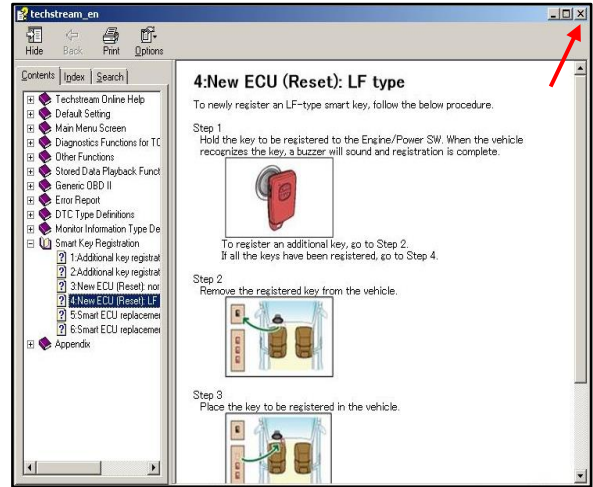 techstream_en
Hide Back Print Options
Contents Index Search
Techstream Online Help
Default Setting
Main Menu Screen
Diagnostics Functions for TC
Other Functions
Stored Data Playback Funct
Generic OBD II
Error Report
DTC Type Definitions
Monitor Information Type De
Smart Key Registration
1:Additional key registrat
2:Additional key registrat
3:New ECU (Reset): nor
4:New ECU (Reset): LF
5:Smart ECU replacemer
6:Smart ECU replacemer
Appendix
4:New ECU (Reset): LF type
To newly register an LF-type smart key, follow the below procedure.
Step 1
Hold the key to be registered to the Engine/Power SW. When the vehicle
recognizes the key, a buzzer will sound and registration is complete.
To register an additional key, go to Step 2.
If all the keys have been registered, go to Step 4.
Step 2
Remove the registered key from the vehicle.
Step 3
Place the key to be registered in the vehicle.